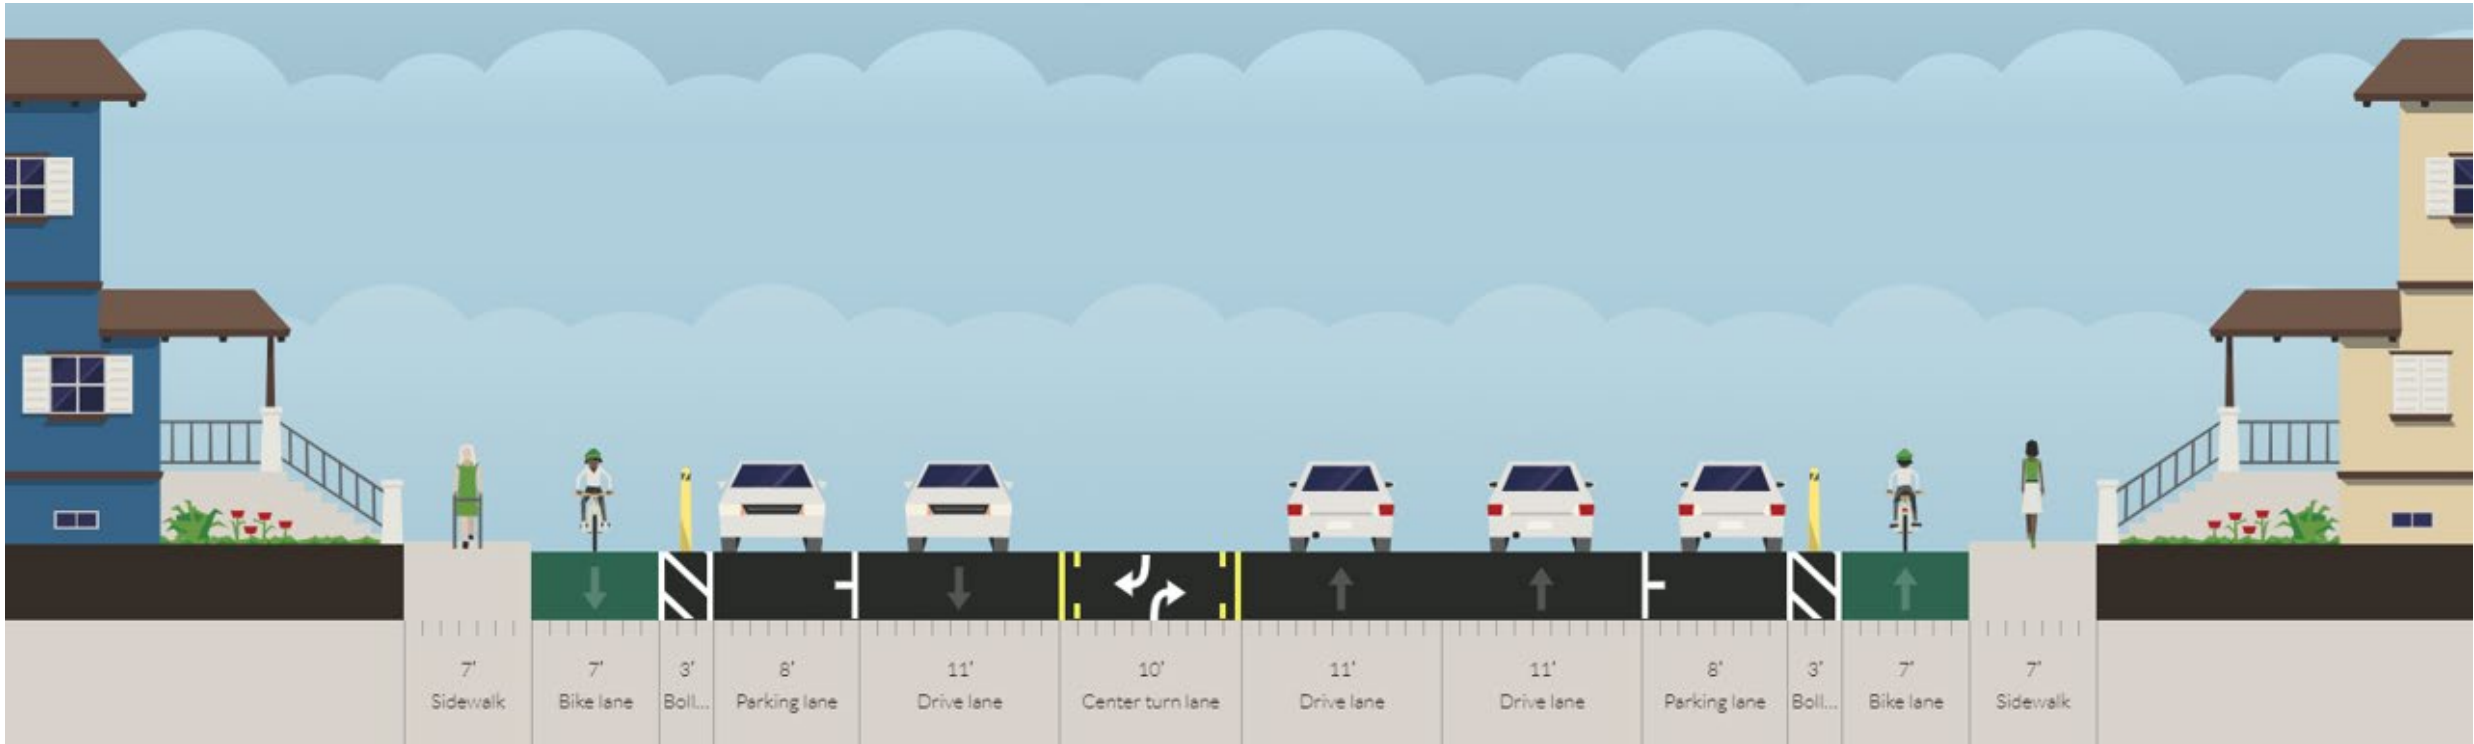 7' 7' 3' 8' 11' 10' 11' 11' 8' 3' 7' 7'
Sidewalk Bike lane Boll... Parking lane Drive lane Center turn lane Drive lane Drive lane Parking lane Boll... Bike lane Sidewalk